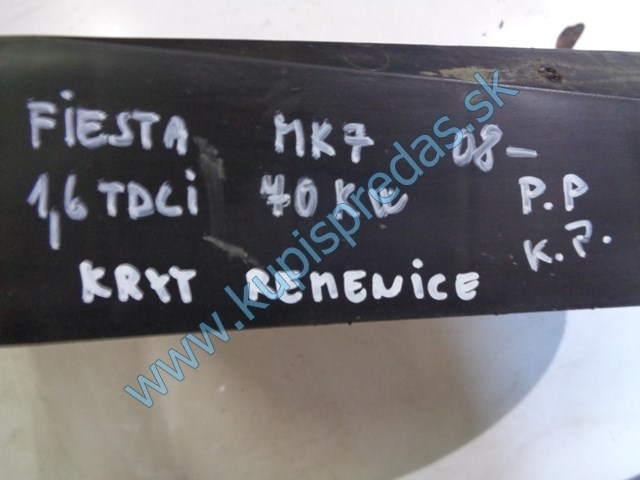 FiESTA MK7 08-
1,6 TDCi 70 KW P.P
K.P.
KRYT REMENiCE
www.kupispredas.sk